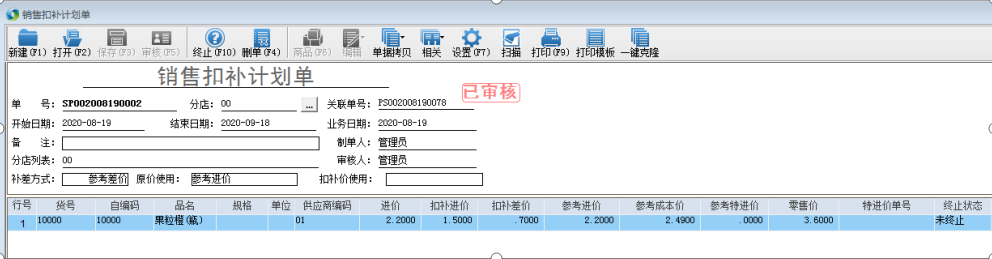 销售扣补计划单
新建(F1) 打开(F2) 保存(F3) 审核(F5) 终止(F10) 删单(F4) 商品(F6) 编辑 单据拷贝 相关 设置(F7) 扫描 打印(F9) 打印模板 一键克隆
销售扣补计划单
已审核
单 号: SP002008190002 分店: 00 ... 关联单号: PS002008190078
开始日期: 2020-08-19 结束日期: 2020-09-18 业务日期: 2020-08-19
备 注: 制单人: 管理员
分店列表: 00 审核人: 管理员
补差方式: 参考差价 原价使用: 参考进价 扣补价使用:
行号 货号 自编码 品名 规格 单位 供应商编码 进价 扣补进价 扣补差价 参考进价 参考成本价 参考特进价 零售价 特进价单号 终止状态
1 10000 10000 果粒橙(瓶) 01 2.2000 1.5000 .7000 2.2000 2.4900 .0000 3.6000 未终止